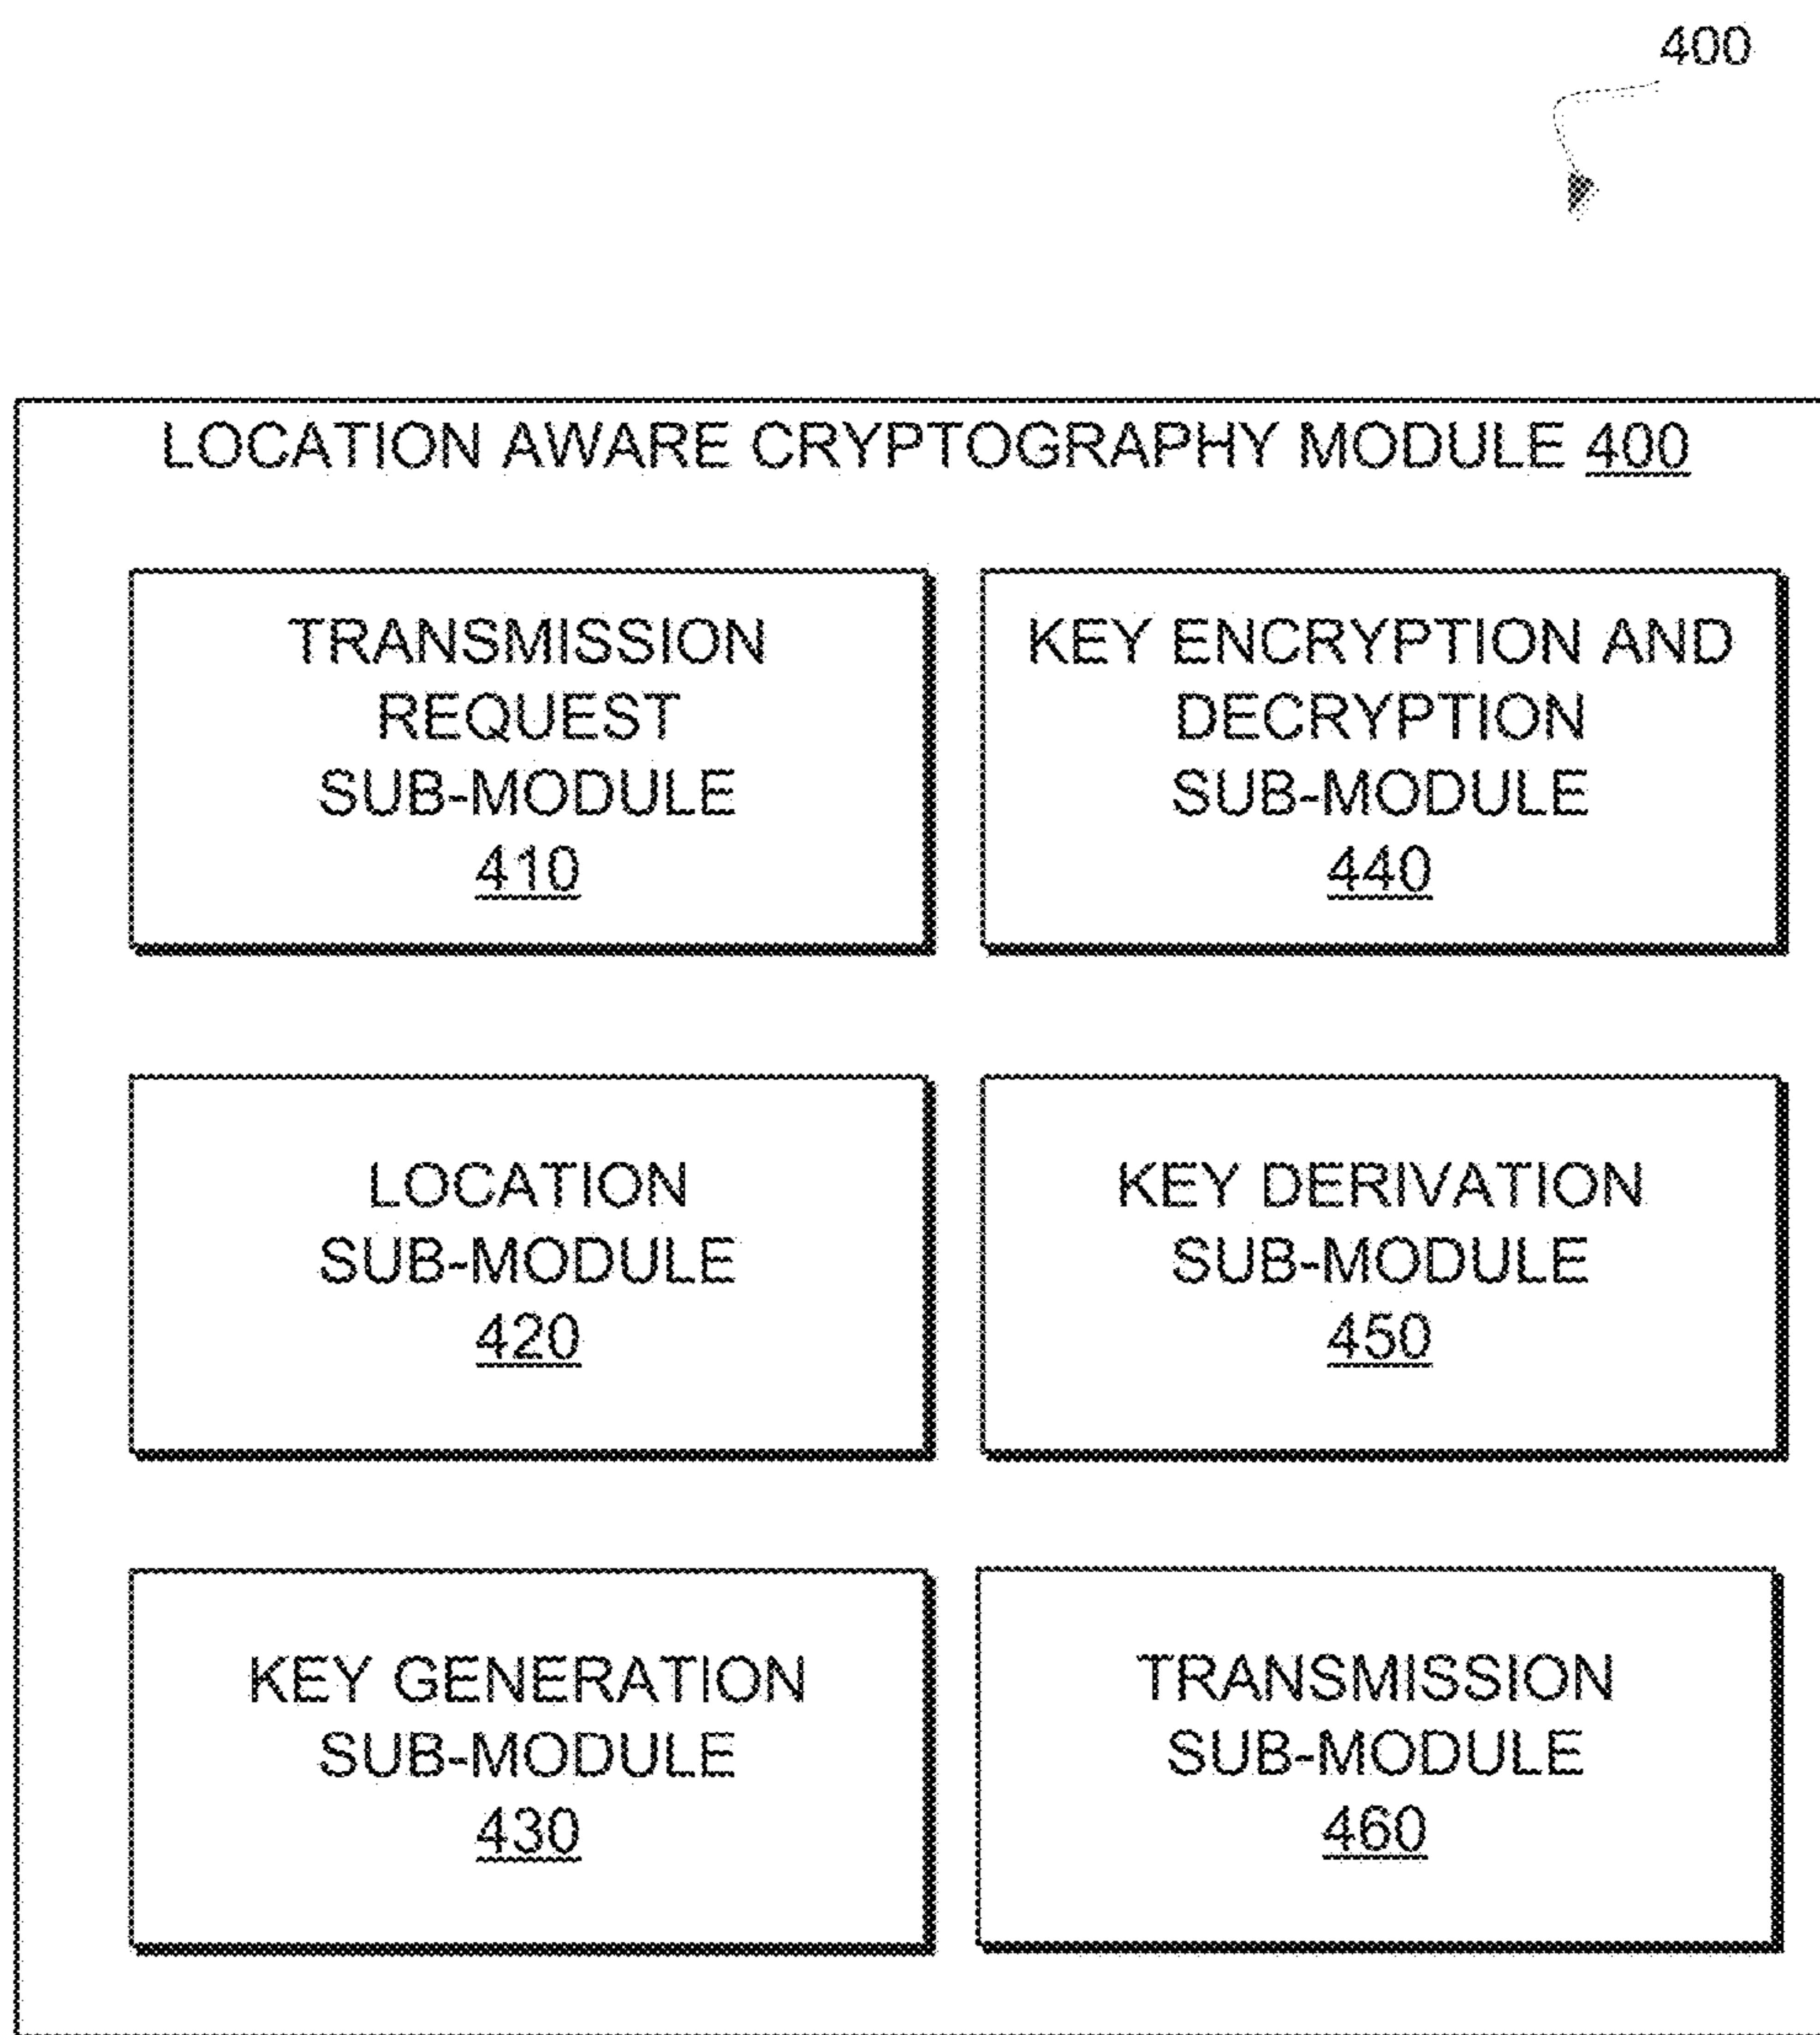 400
LOCATION AWARE CRYPTOGRAPHY MODULE 400
TRANSMISSION
REQUEST
SUB-MODULE
410
KEY ENCRYPTION AND
DECRYPTION
SUB-MODULE
440
LOCATION
SUB-MODULE
420
KEY DERIVATION
SUB-MODULE
450
KEY GENERATION
SUB-MODULE
430
TRANSMISSION
SUB-MODULE
460